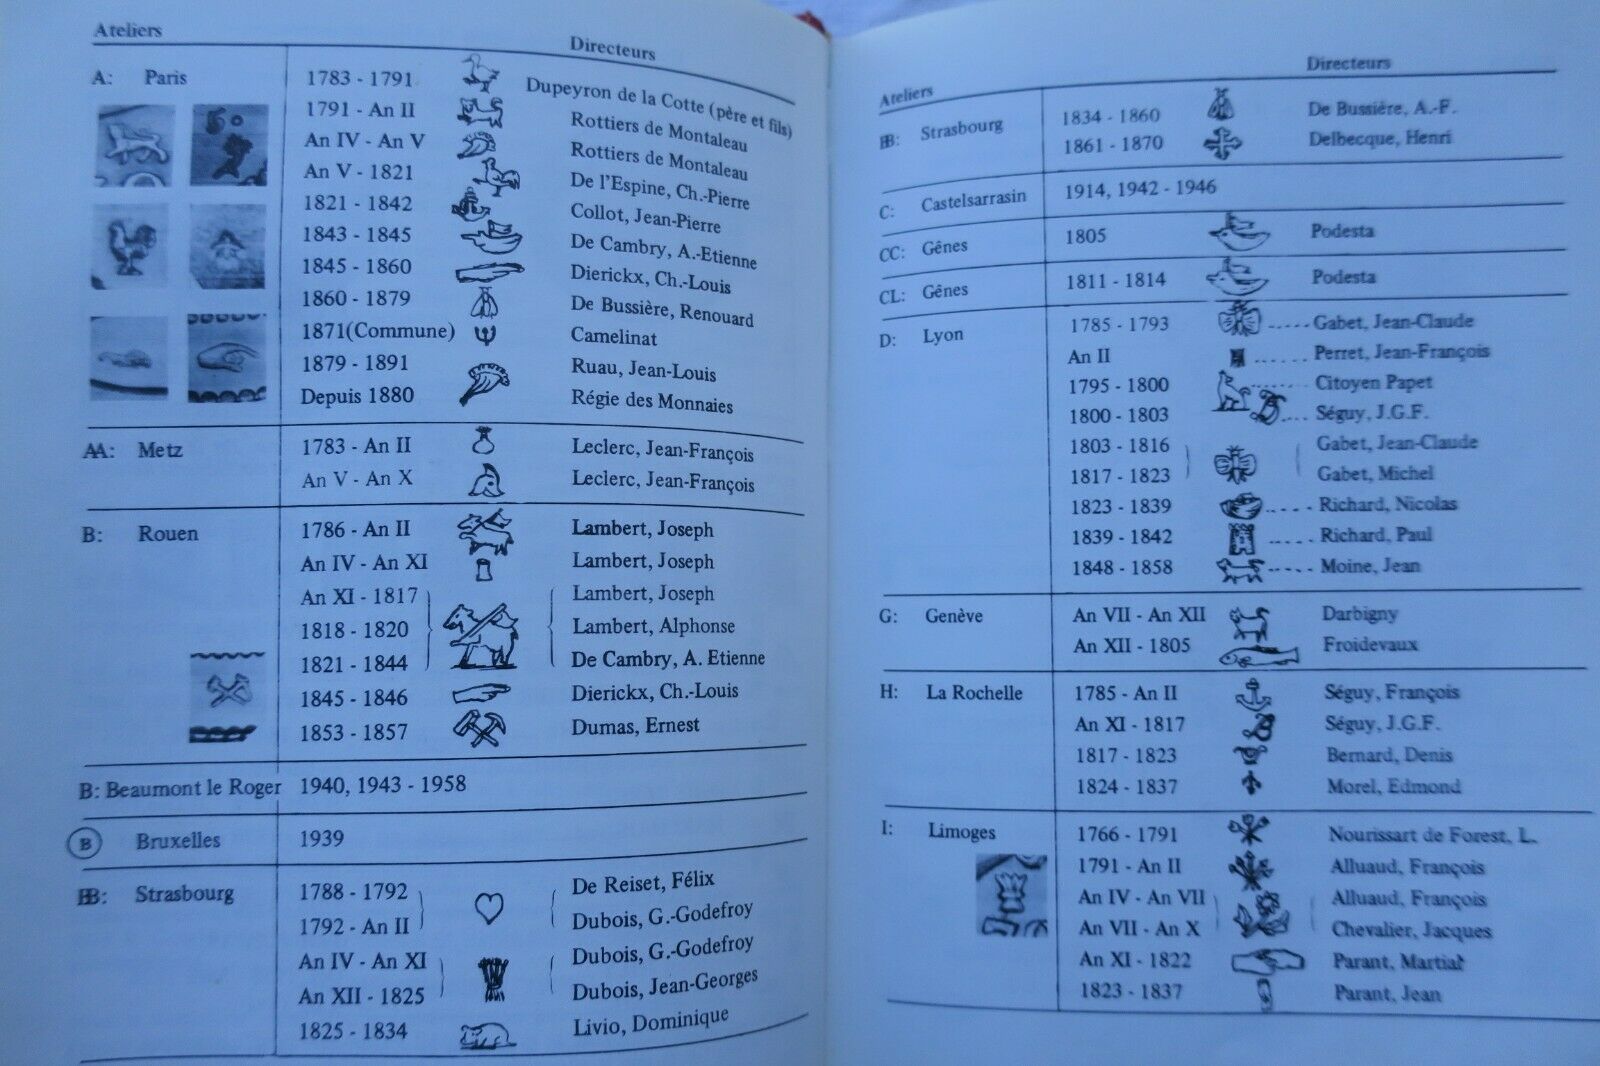 Ateliers Directeurs
A: Paris 1783 - 1791 Dupeyron de la Cotte (père et fils)
1791 - An II Rottiers de Montaleau
An IV - An V Rottiers de Montaleau
An V - 1821 De l'Espine, Ch.-Pierre
1821 - 1842 Collot, Jean-Pierre
1843 - 1845 De Cambry, A.-Etienne
1845 - 1860 Dierickx, Ch.-Louis
1860 - 1879 De Bussière, Renouard
1871(Commune) Camelinat
1879 - 1891 Ruau, Jean-Louis
Depuis 1880 Régie des Monnaies
AA: Metz 1783 - An II Leclerc, Jean-François
An V - An X Leclerc, Jean-François
B: Rouen 1786 - An II Lambert, Joseph
An IV - An XI Lambert, Joseph
An XI - 1817 Lambert, Joseph
1818 - 1820 Lambert, Alphonse
1821 - 1844 De Cambry, A. Etienne
1845 - 1846 Dierickx, Ch.-Louis
1853 - 1857 Dumas, Ernest
B: Beaumont le Roger 1940, 1943 - 1958
B Bruxelles 1939
BB: Strasbourg 1788 - 1792 De Reiset, Félix
1792 - An II Dubois, G.-Godefroy
An IV - An XI Dubois, G.-Godefroy
An XII - 1825 Dubois, Jean-Georges
1825 - 1834 Livio, Dominique
Ateliers Directeurs
BB: Strasbourg 1834 - 1860 De Bussière, A.-F.
1861 - 1870 Delbecque, Henri
C: Castelsarrasin 1914, 1942 - 1946
CC: Gênes 1805 Podesta
CL: Gênes 1811 - 1814 Podesta
D: Lyon 1785 - 1793 ..... Gabet, Jean-Claude
An II ...... Perret, Jean-François
1795 - 1800 ...... Citoyen Papet
1800 - 1803 .... Séguy, J.G.F.
1803 - 1816 Gabet, Jean-Claude
1817 - 1823 Gabet, Michel
1823 - 1839 ..... Richard, Nicolas
1839 - 1842 ..... Richard, Paul
1848 - 1858 ..... Moine, Jean
G: Genève An VII - An XII Darbigny
An XII - 1805 Froidevaux
H: La Rochelle 1785 - An II Séguy, François
An XI - 1817 Séguy, J.G.F.
1817 - 1823 Bernard, Denis
1824 - 1837 Morel, Edmond
I: Limoges 1766 - 1791 Nourissart de Forest, L.
1791 - An II Alluaud, François
An IV - An VII Alluaud, François
An VII - An X Chevalier, Jacques
An XI - 1822 Parant, Martial
1823 - 1837 Parant, Jean